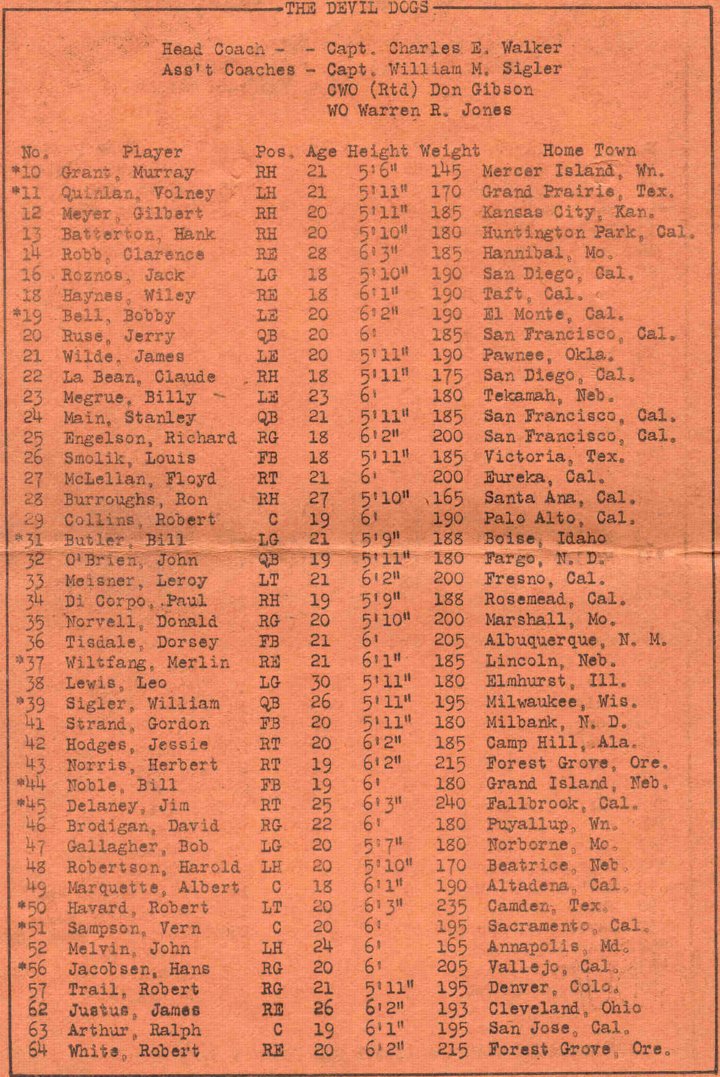 THE DEVIL DOGS
Head Coach - - Capt. Charles E. Walker
Ass't Coaches - Capt. William M. Sigler
CWO (Rtd) Don Gibson
WO Warren R. Jones
No. Player Pos. Age Height Weight Home Town
*10 Grant, Murray RH 21 5'6" 145 Mercer Island, Wn.
*11 Quinlan, Volney LH 21 5'11" 170 Grand Prairie, Tex.
12 Meyer, Gilbert RH 20 5'11" 185 Kansas City, Kan.
13 Batterton, Hank RH 20 5'10" 180 Huntington Park, Cal.
14 Robb, Clarence RE 28 6'3" 185 Hannibal, Mo.
16 Roznos, Jack LG 18 5'10" 190 San Diego, Cal.
18 Haynes, Wiley RE 18 6'1" 190 Taft, Cal.
*19 Bell, Bobby LE 20 6'2" 190 El Monte, Cal.
20 Ruse, Jerry QB 20 6' 185 San Francisco, Cal.
21 Wilde, James LE 20 5'11" 190 Pawnee, Okla.
22 La Bean, Claude RH 18 5'11" 175 San Diego, Cal.
23 Megrue, Billy LE 23 6' 180 Tekamah, Neb.
24 Main, Stanley QB 21 5'11" 185 San Francisco, Cal.
25 Engelson, Richard RG 18 6'2" 200 San Francisco, Cal.
26 Smolik, Louis FB 18 5'11" 185 Victoria, Tex.
27 McLellan, Floyd RT 21 6' 200 Eureka, Cal.
28 Burroughs, Ron RH 27 5'10" 165 Santa Ana, Cal.
29 Collins, Robert C 19 6' 190 Palo Alto, Cal.
*31 Butler, Bill LG 21 5'9" 188 Boise, Idaho
32 O'Brien, John QB 19 5'11" 180 Fargo, N. D.
33 Meisner, Leroy LT 21 6'2" 200 Fresno, Cal.
34 Di Corpo, Paul RH 19 5'9" 188 Rosemead, Cal.
35 Norvell, Donald RG 20 5'10" 200 Marshall, Mo.
36 Tisdale, Dorsey FB 21 6' 205 Albuquerque, N. M.
*37 Wiltfang, Merlin RE 21 6'1" 185 Lincoln, Neb.
38 Lewis, Leo LG 30 5'11" 180 Elmhurst, Ill.
*39 Sigler, William QB 26 5'11" 195 Milwaukee, Wis.
41 Strand, Gordon FB 20 5'11" 180 Milbank, N. D.
42 Hodges, Jessie RT 20 6'2" 185 Camp Hill, Ala.
43 Norris, Herbert RT 19 6'2" 215 Forest Grove, Ore.
*44 Noble, Bill FB 19 6' 180 Grand Island, Neb.
*45 Delaney, Jim RT 25 6'3" 240 Fallbrook, Cal.
46 Brodigan, David RG 22 6' 180 Puyallup, Wn.
47 Gallagher, Bob LG 20 5'7" 180 Norborne, Mo.
48 Robertson, Harold LH 20 5'10" 170 Beatrice, Neb.
49 Marquette, Albert C 18 6'1" 190 Altadena, Cal.
*50 Havard, Robert LT 20 6'3" 235 Camden, Tex.
*51 Sampson, Vern C 20 6' 195 Sacramento, Cal.
52 Melvin, John LH 24 6' 165 Annapolis, Md.
*56 Jacobsen, Hans RG 20 6' 205 Vallejo, Cal.
57 Trail, Robert RG 21 5'11" 195 Denver, Colo.
62 Justus, James RE 26 6'2" 193 Cleveland, Ohio
63 Arthur, Ralph C 19 6'1" 195 San Jose, Cal.
64 White, Robert RE 20 6'2" 215 Forest Grove, Ore.